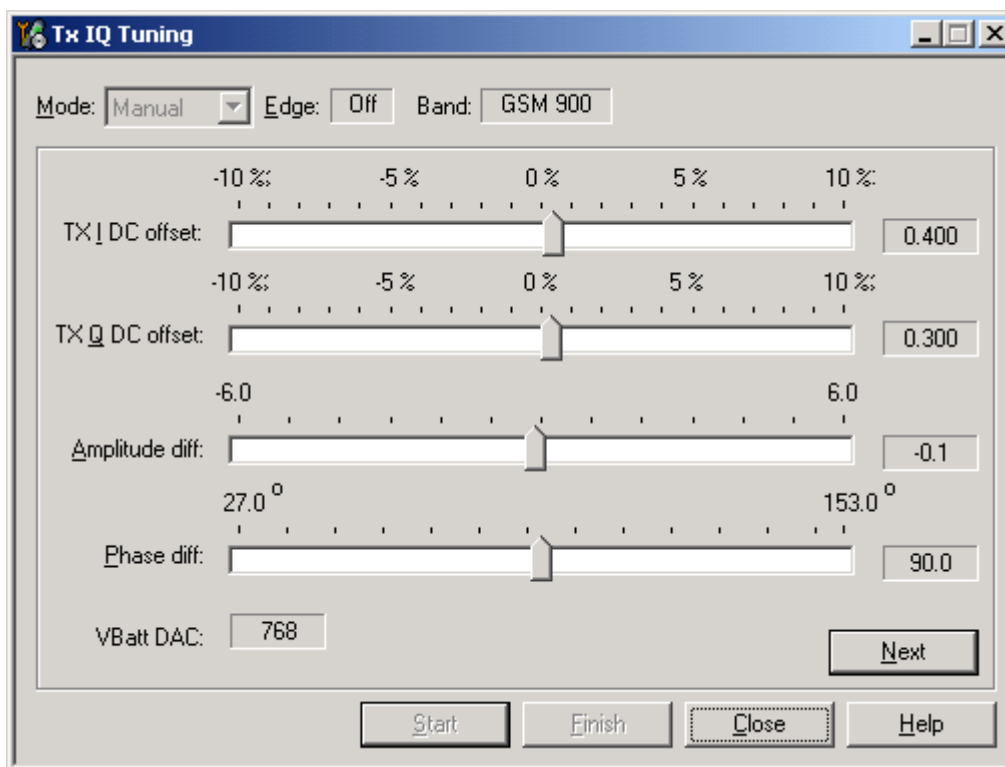 Tx IQ Tuning
Mode: Manual Edge: Off Band: GSM 900
-10 %: -5 % 0 % 5 % 10 %:
TX I DC offset: 0.400
-10 %: -5 % 0 % 5 % 10 %:
TX Q DC offset: 0.300
-6.0 6.0
Amplitude diff: -0.1
27.0 o 153.0 o
Phase diff: 90.0
VBatt DAC: 768
Next
Start Finish Close Help